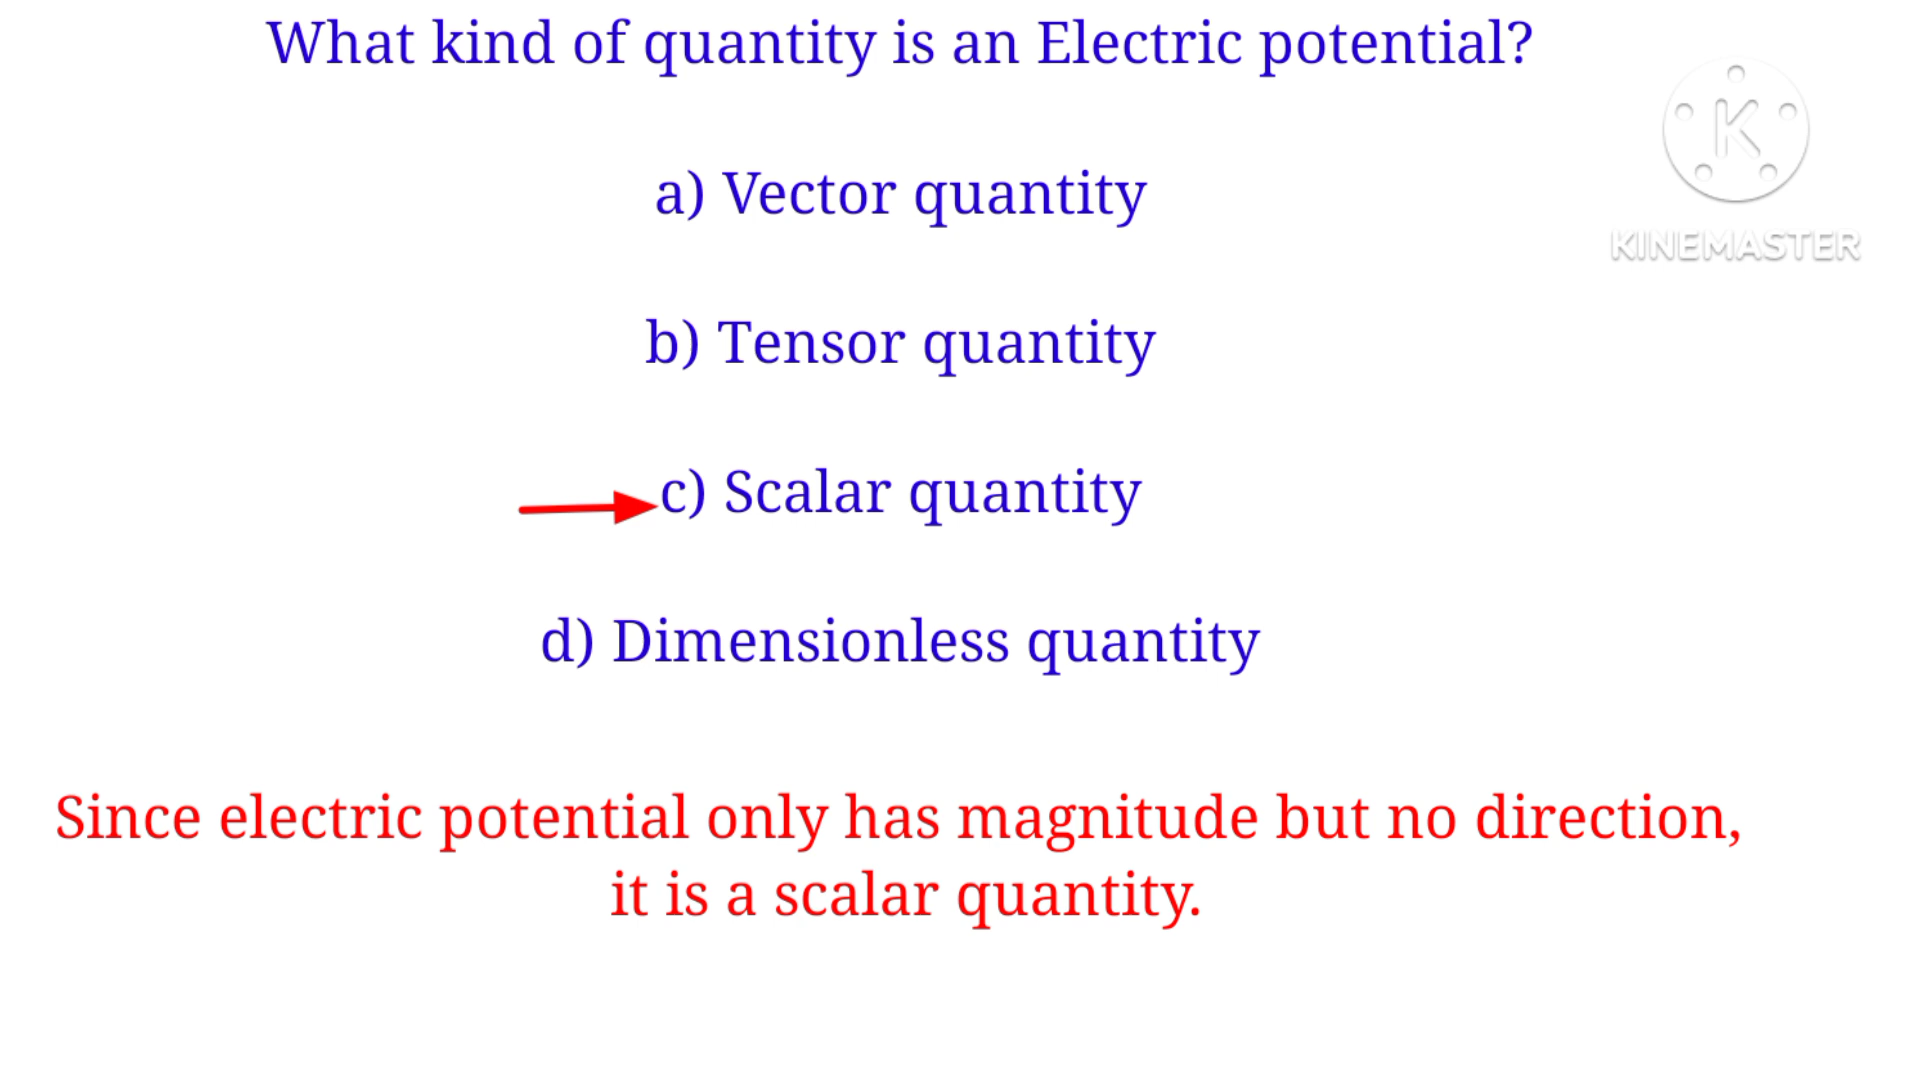 What kind of quantity is an Electric potential?
a) Vector quantity
K
KINEMASTER
b) Tensor quantity
c) Scalar quantity
d) Dimensionless quantity
Since electric potential only has magnitude but no direction,
it is a scalar quantity.